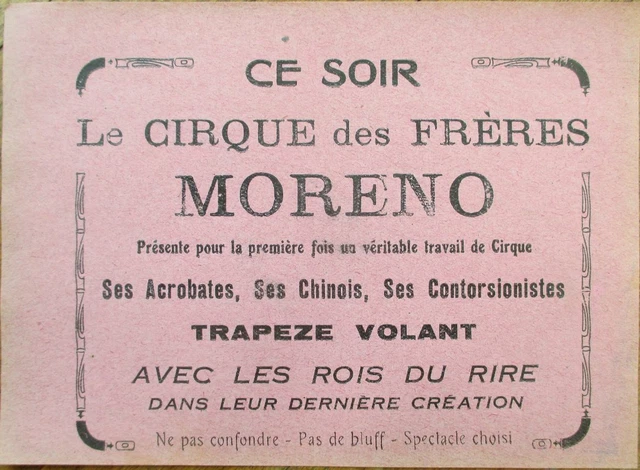 CE SOIR
Le CIRQUE des FRÈRES
MORENO
Présente pour la première fois un véritable travail de Cirque
Ses Acrobates, Ses Chinois, Ses Contorsionistes
TRAPEZE VOLANT
AVEC LES ROIS DU RIRE
DANS LEUR DERNIÈRE CRÉATION
Ne pas confondre - Pas de bluff - Spectacle choisi